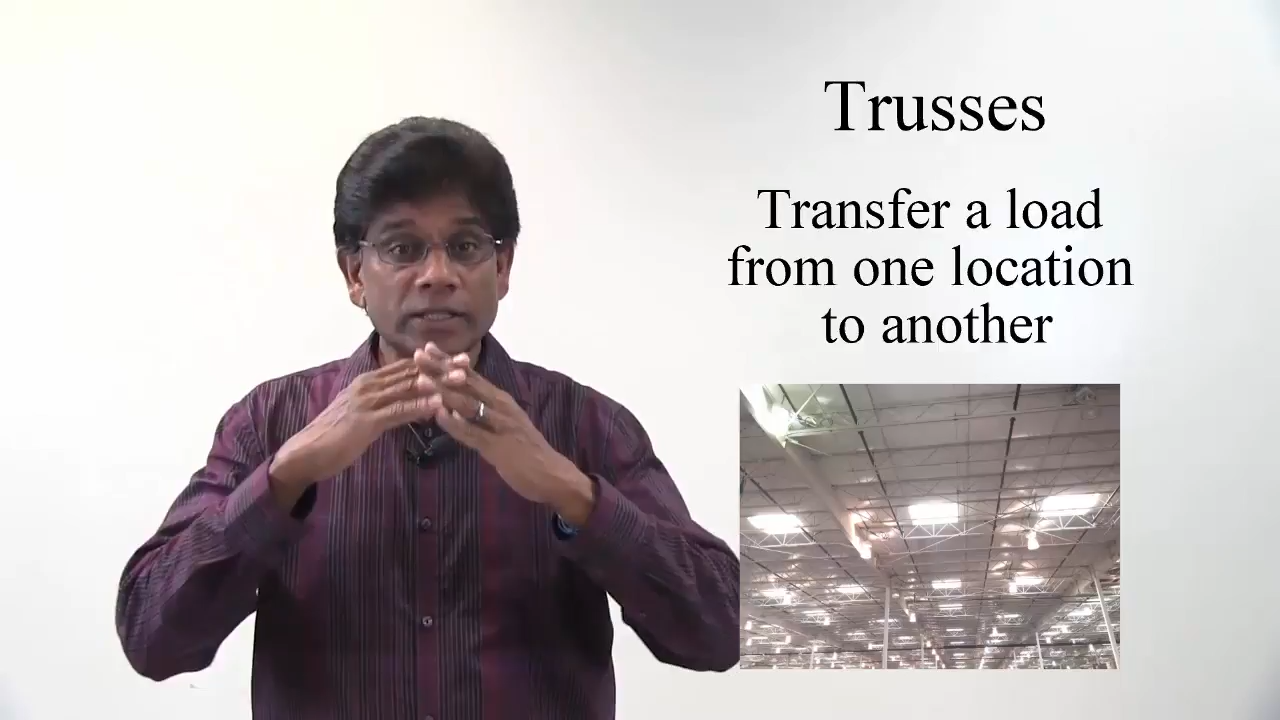 Trusses
Transfer a load
from one location
to another